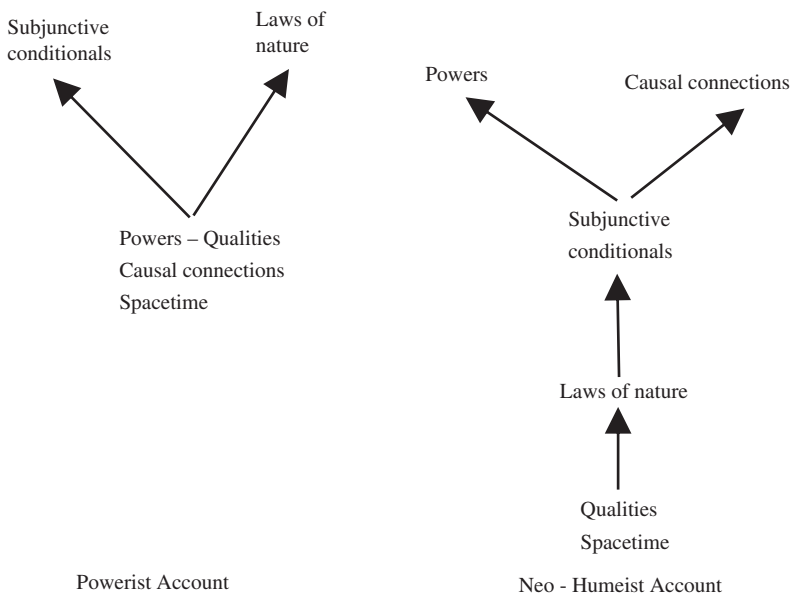 Subjunctive
conditionals
Laws of
nature
Powers – Qualities
Causal connections
Spacetime
Powerist Account
Powers
Causal connections
Subjunctive
conditionals
Laws of nature
Qualities
Spacetime
Neo - Humeist Account